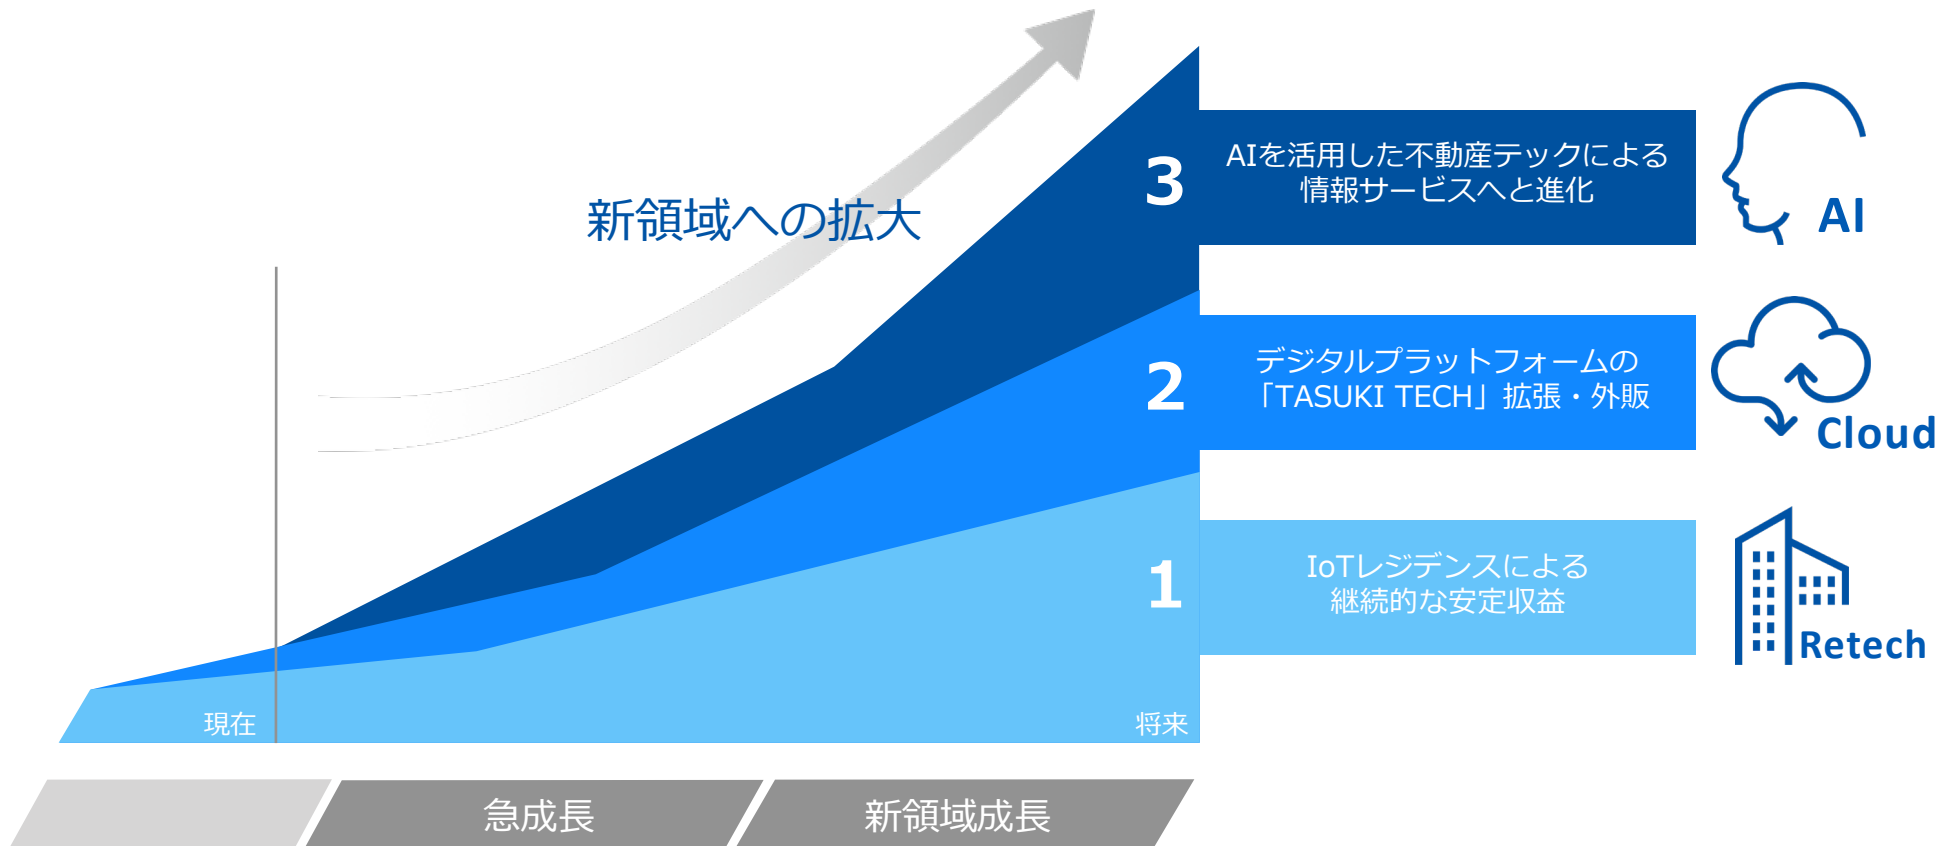 新領域への拡大
3
AIを活用した不動産テックによる
情報サービスへと進化
AI
2
デジタルプラットフォームの
「TASUKI TECH」拡張・外販
Cloud
1
IoTレジデンスによる
継続的な安定収益
Retech
現在
将来
急成長
新領域成長